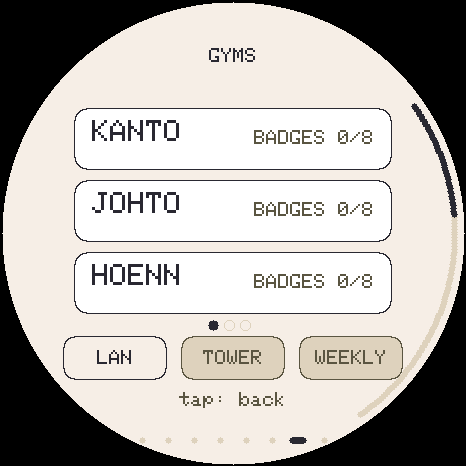 GYMS
KANTO BADGES 0/8
JOHTO BADGES 0/8
HOENN BADGES 0/8
LAN TOWER WEEKLY
tap: back